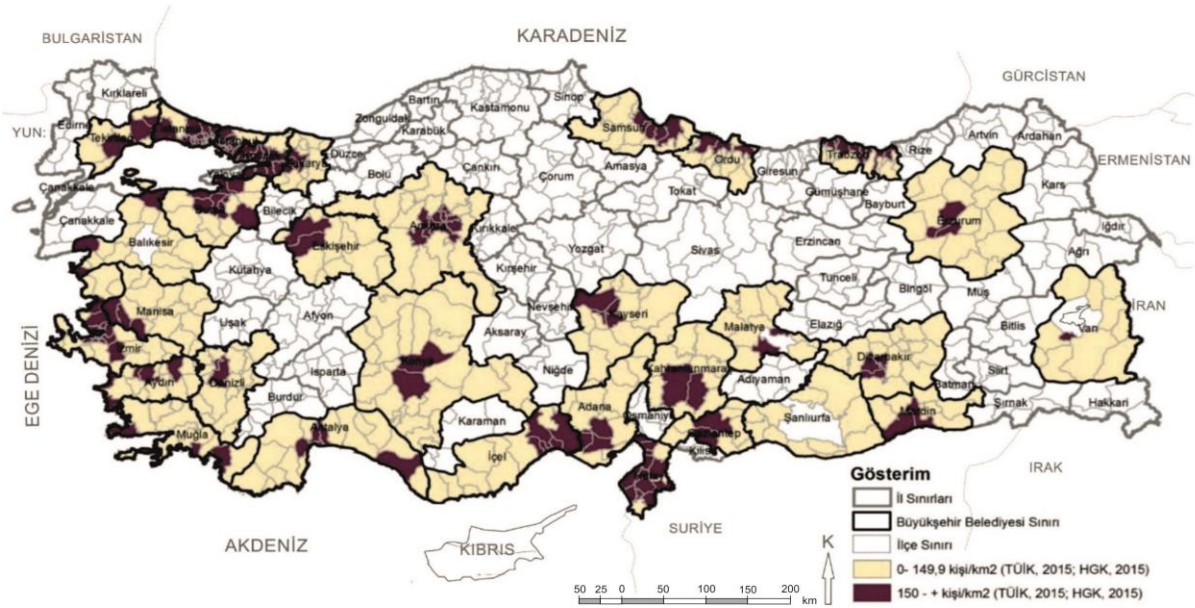 BULGARİSTAN
KARADENİZ
GÜRCİSTAN
YUN:
ERMENİSTAN
İRAN
IRAK
SURİYE
KIBRIS
AKDENİZ
EGE DENİZİ
Kırklareli
Edirne
Çanakkale
Çanakkale
Balıkesir
Bilecik
Kütahya
Eskişehir
Düzce
Bolu
Zonguldak
Bartın
Karabük
Kastamonu
Sinop
Çankırı
Çorum
Samsun
Amasya
Tokat
Ordu
Giresun
Gümüşhane
Trabzon
Rize
Bayburt
Artvin
Ardahan
Kars
Iğdır
Ağrı
Erzurum
Erzincan
Tunceli
Bingöl
Muş
Bitlis
Van
Siirt
Hakkari
Şırnak
Batman
Mardin
Diyarbakır
Elazığ
Malatya
Adıyaman
Şanlıurfa
Kahramanmaraş
Osmaniye
Adana
İçel
Karaman
Niğde
Kayseri
Sivas
Yozgat
Kırşehir
Nevşehir
Aksaray
Kırıkkale
Ankara
Konya
Afyon
Isparta
Burdur
Antalya
Uşak
Denizli
Muğla
Aydın
İzmir
Manisa
Gösterim
İl Sınırları
Büyükşehir Belediyesi Sınırı
İlçe Sınırı
0- 149,9 kişi/km2 (TÜİK, 2015; HGK, 2015)
150 - + kişi/km2 (TÜİK, 2015; HGK, 2015)
K
50 25 0 50 100 150 200
km